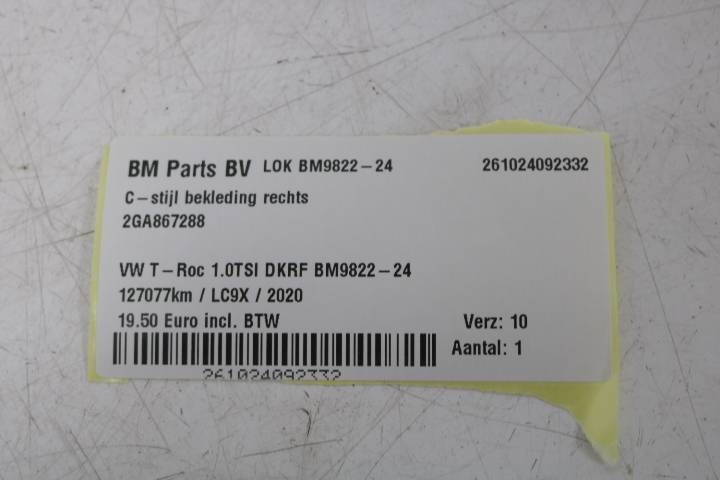 BM Parts BV LOK BM9822-24 261024092332
C-stijl bekleding rechts
2GA867288
VW T-Roc 1.0TSI DKRF BM9822-24
127077km / LC9X / 2020
19.50 Euro incl. BTW Verz: 10
Aantal: 1
261024092332